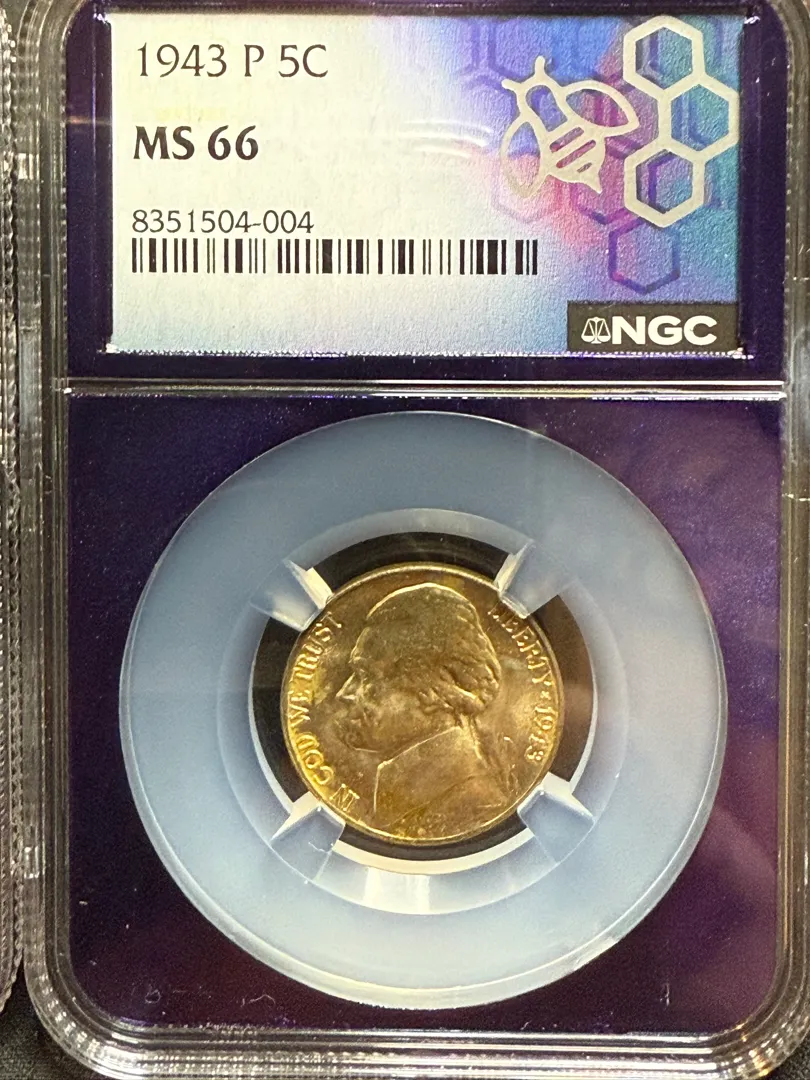 1943 P 5C
MS 66
8351504-004
NGC
IN GOD WE TRUST
LIBERTY ★ 1943